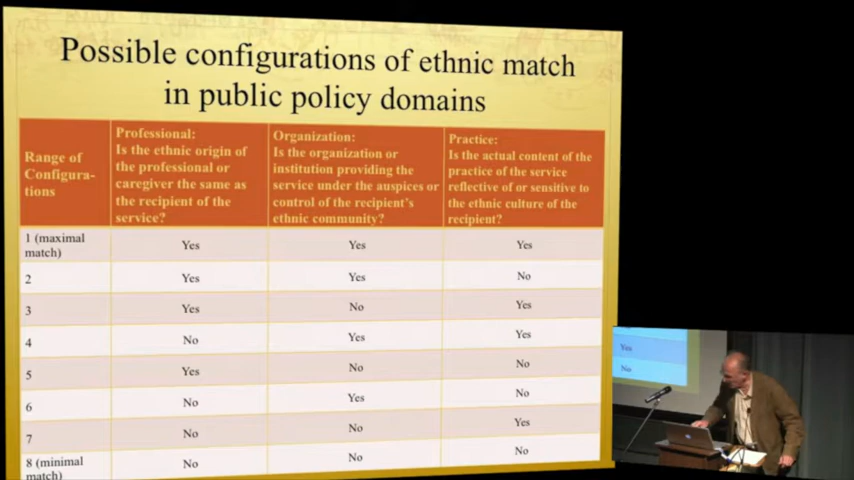 Possible configurations of ethnic match
in public policy domains
Range of
Configura-
tions
Professional:
Is the ethnic origin of
the professional or
caregiver the same as
the recipient of the
service?
Organization:
Is the organization or
institution providing the
service under the auspices or
control of the recipient's
ethnic community?
Practice:
Is the actual content of the
practice of the service
reflective of or sensitive to
the ethnic culture of the
recipient?
1 (maximal
match)
Yes
Yes
Yes
2
Yes
Yes
No
3
Yes
No
Yes
4
No
Yes
Yes
5
Yes
No
No
6
No
Yes
No
7
No
No
Yes
8 (minimal
match)
No
No
No
Yes
No